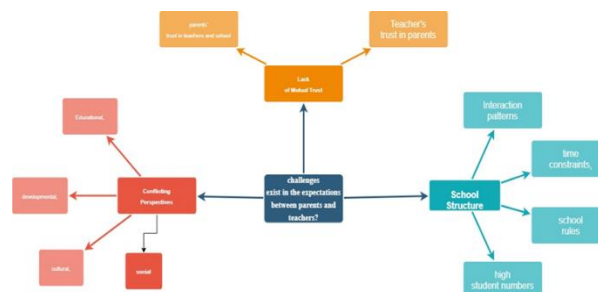 parents'
trust in teachers and school
Teacher's
trust in parents
Lack
of Mutual Trust
Interaction
patterns
Educational,
time
constraints,
developmental,
Conflicting
Perspectives
challenges
exist in the expectations
between parents and
teachers?
School
Structure
school
rules
cultural,
social
high
student numbers